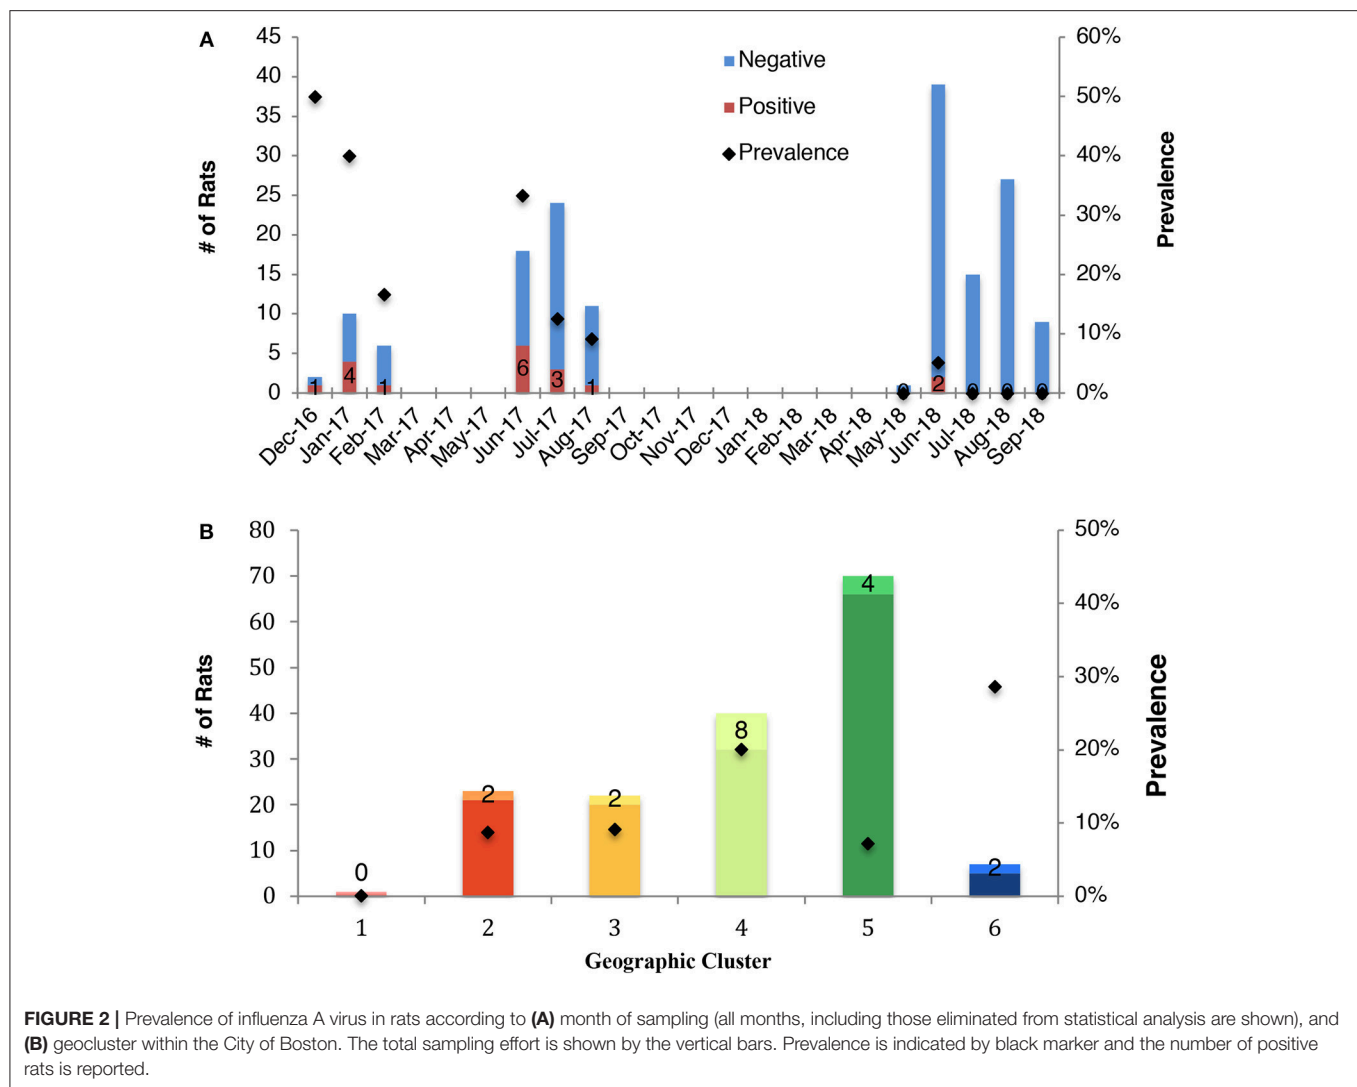 A
45
40
35
30
25
20
15
10
5
0
# of Rats
60%
50%
40%
30%
20%
10%
0%
Prevalence
Negative
Positive
Prevalence
1
4
1
6
3
1
0
2
0
0
0
Dec-16
Jan-17
Feb-17
Mar-17
Apr-17
May-17
Jun-17
Jul-17
Aug-17
Sep-17
Oct-17
Nov-17
Dec-17
Jan-18
Feb-18
Mar-18
Apr-18
May-18
Jun-18
Jul-18
Aug-18
Sep-18
B
80
70
60
50
40
30
20
10
0
# of Rats
50%
40%
30%
20%
10%
0%
Prevalence
0
2
2
8
4
2
1
2
3
4
5
6
Geographic Cluster
FIGURE 2 | Prevalence of influenza A virus in rats according to (A) month of sampling (all months, including those eliminated from statistical analysis are shown), and
(B) geocluster within the City of Boston. The total sampling effort is shown by the vertical bars. Prevalence is indicated by black marker and the number of positive
rats is reported.